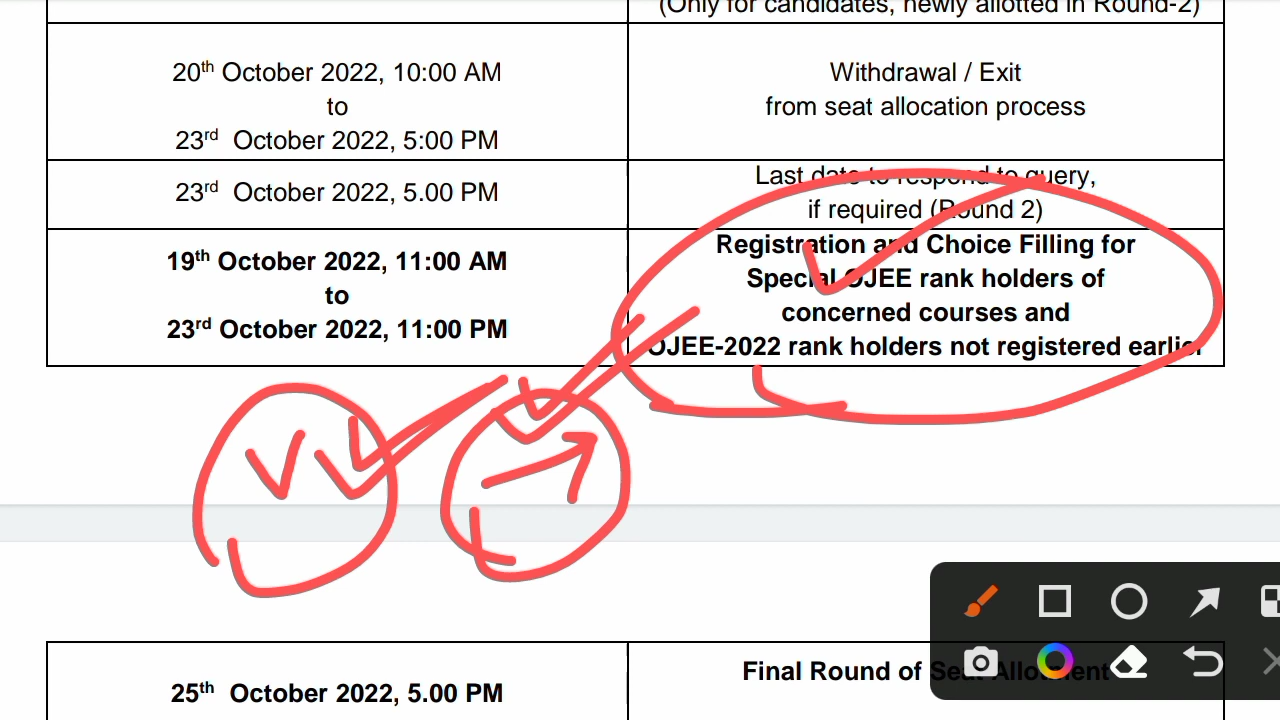 (Only for candidates, newly allotted in Round-2)
20th October 2022, 10:00 AM
to
23rd October 2022, 5:00 PM
Withdrawal / Exit
from seat allocation process
23rd October 2022, 5.00 PM
Last date to respond to query,
if required (Round 2)
19th October 2022, 11:00 AM
to
23rd October 2022, 11:00 PM
Registration and Choice Filling for
Special OJEE rank holders of
concerned courses and
OJEE-2022 rank holders not registered earlier
25th October 2022, 5.00 PM
Final Round of Seat Allotment